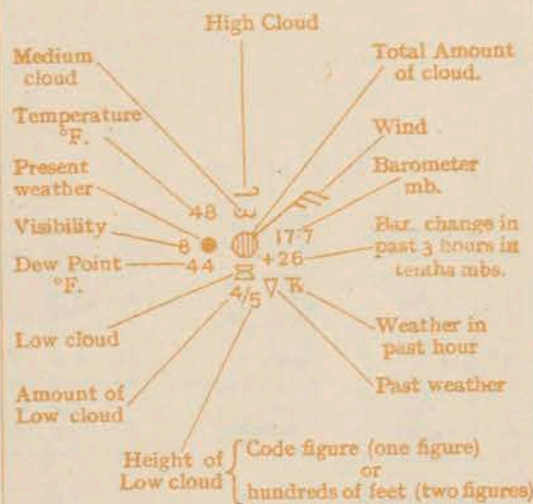 High Cloud
Medium
cloud
Total Amount
of cloud.
Temperature
°F.
Wind
Present
weather
Barometer
mb.
48
Visibility
8
17.7
Bar. change in
past 3 hours in
tenths mbs.
+26
Dew Point
°F.
44
4/5
Low cloud
Weather in
past hour
Amount of
Low cloud
Past weather
Height of
Low cloud
Code figure (one figure)
or
hundreds of feet (two figures)